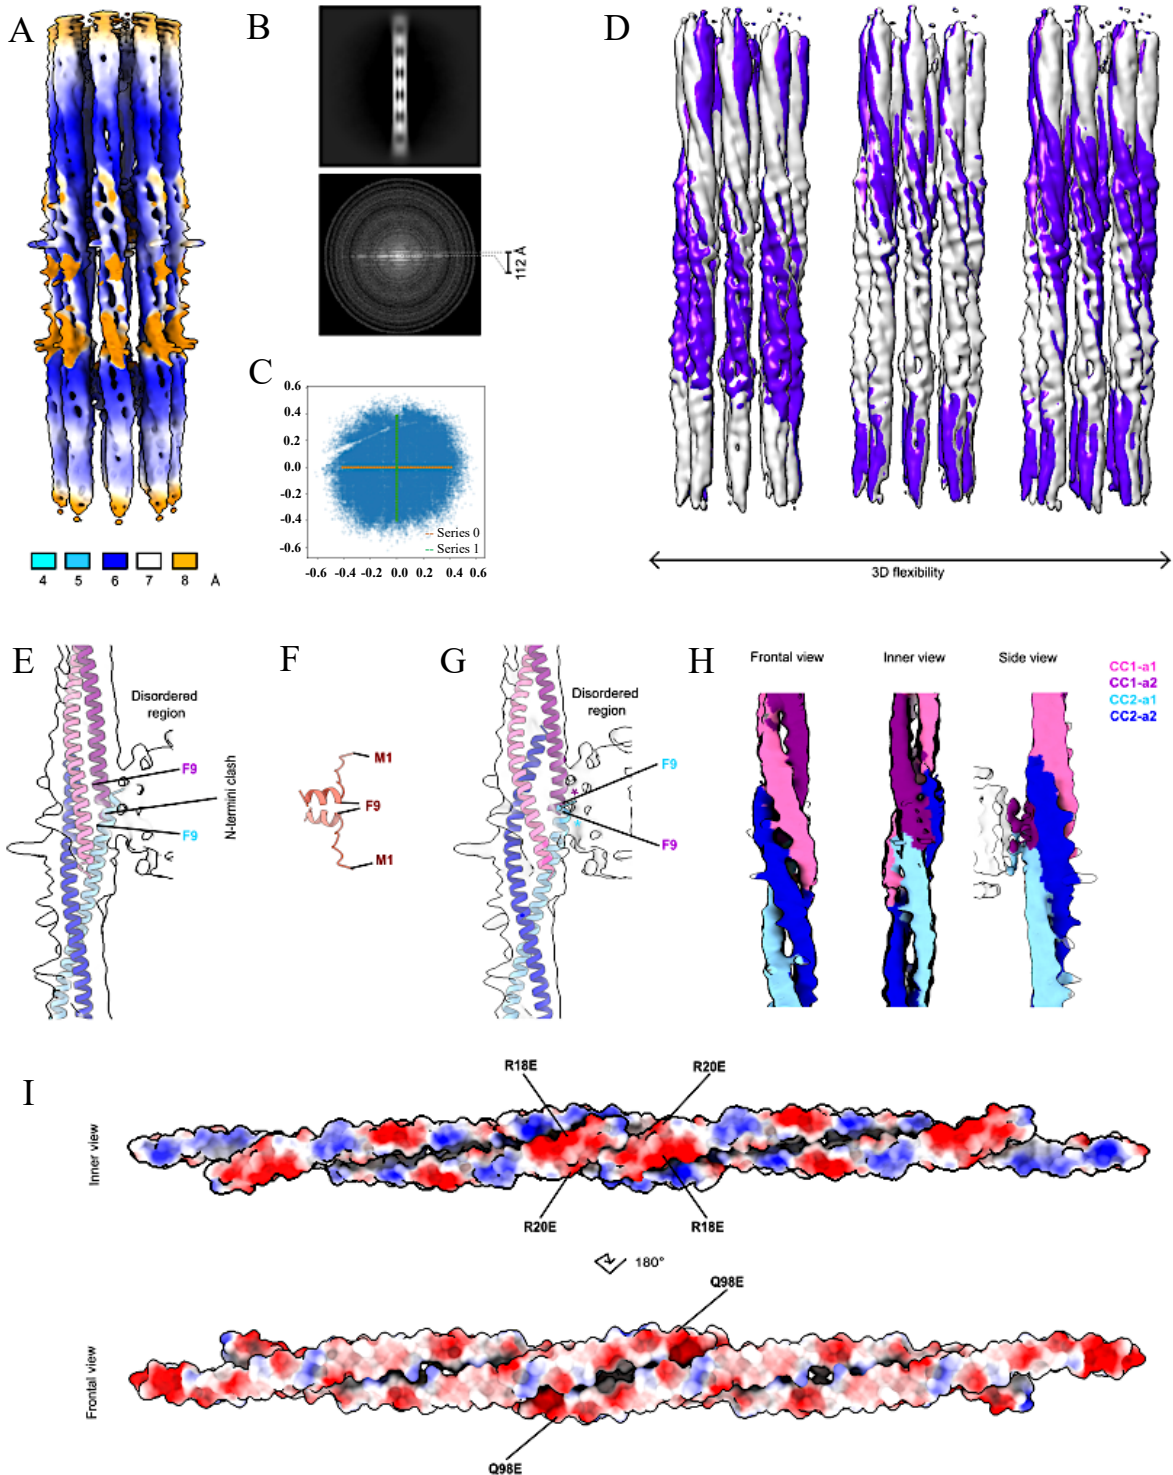 A
B
D
112 Å
C
0.6
0.4
0.2
0.0
-0.2
-0.4
-0.6
Series 0
Series 1
-0.6 -0.4 -0.2 0.0 0.2 0.4 0.6
4 5 6 7 8 Å
3D flexibility
E
Disordered
region
F9
F9
N-termini clash
F
M1
F9
M1
G
Disordered
region
F9
F9
H
Frontal view Inner view Side view
CC1-a1
CC1-a2
CC2-a1
CC2-a2
I
Inner view
R18E R20E
R20E R18E
180°
Frontal view
Q98E
Q98E